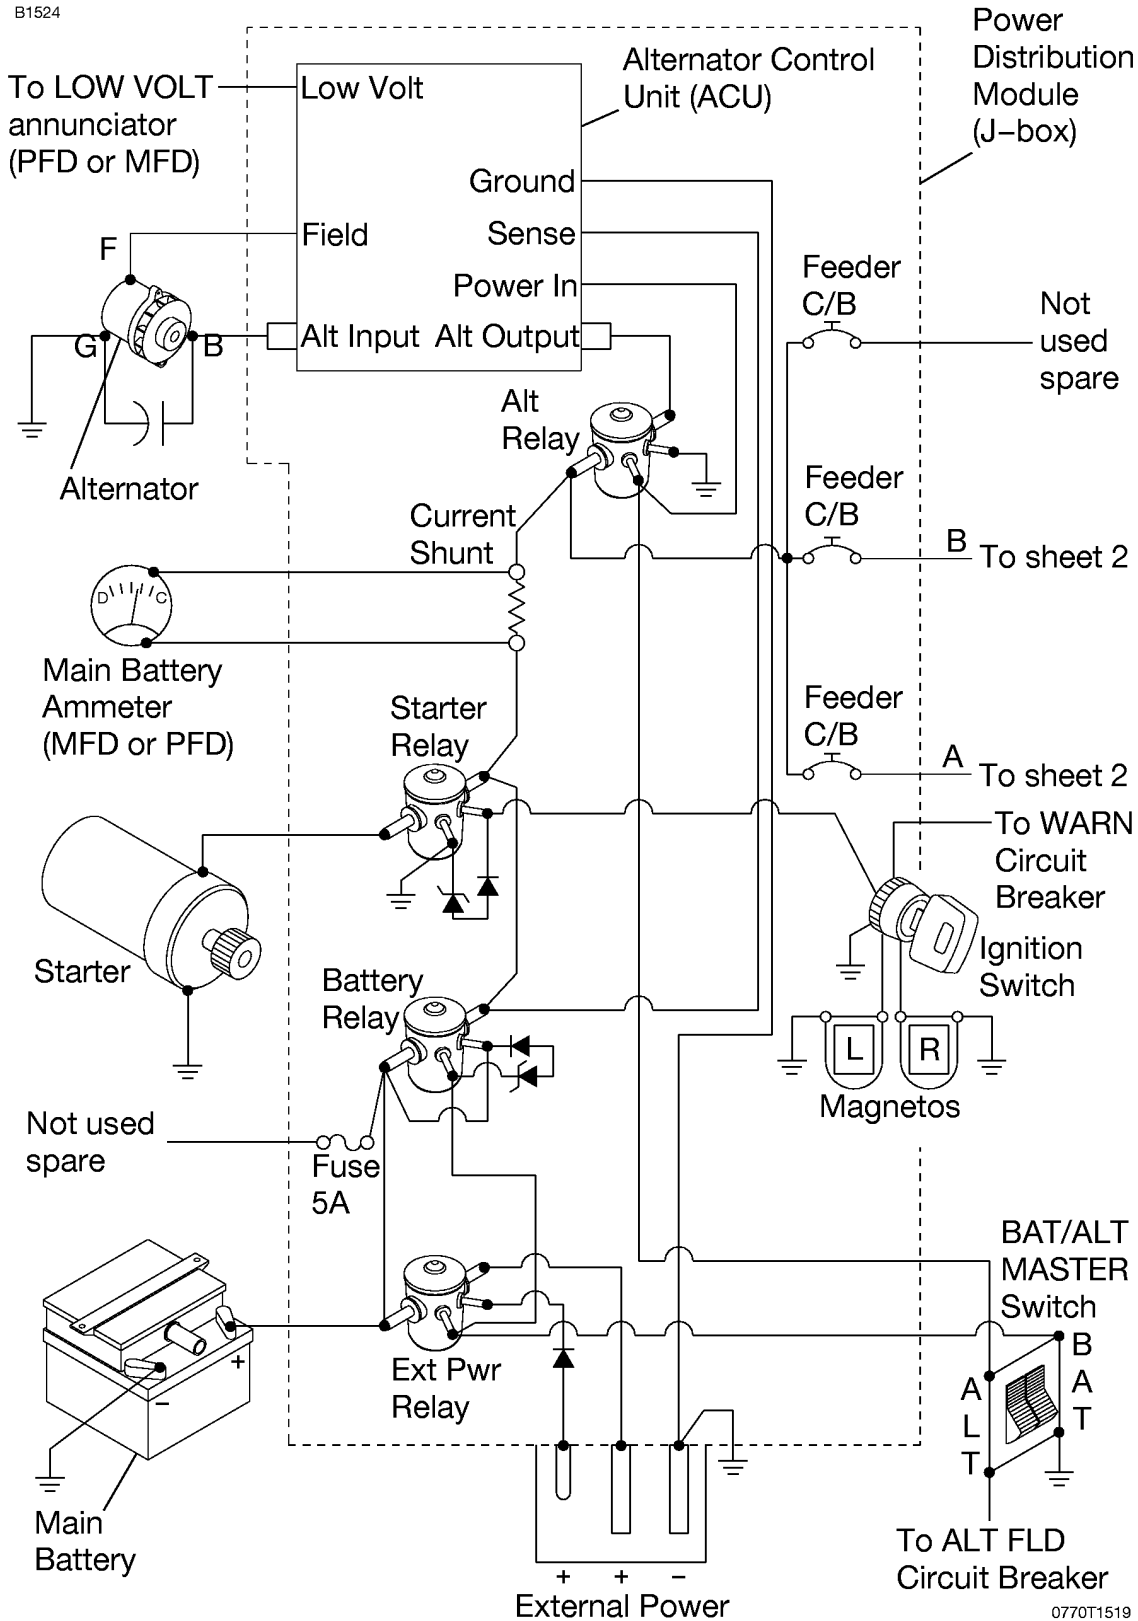 B1524
Power
Distribution
Module
(J-box)
Alternator Control
Unit (ACU)
To LOW VOLT
annunciator
(PFD or MFD)
Low Volt
Ground
Field
Sense
Power In
Alt Input
Alt Output
F
G
B
Alternator
Feeder
C/B
Not
used
spare
Alt
Relay
Feeder
C/B
B
To sheet 2
Current
Shunt
D
C
Main Battery
Ammeter
(MFD or PFD)
Feeder
C/B
A
To sheet 2
Starter
Relay
To WARN
Circuit
Breaker
Ignition
Switch
Starter
Battery
Relay
L
R
Magnetos
Not used
spare
Fuse
5A
BAT/ALT
MASTER
Switch
B
A
T
A
L
T
+
−
Ext Pwr
Relay
Main
Battery
To ALT FLD
Circuit Breaker
+
+
−
External Power
0770T1519